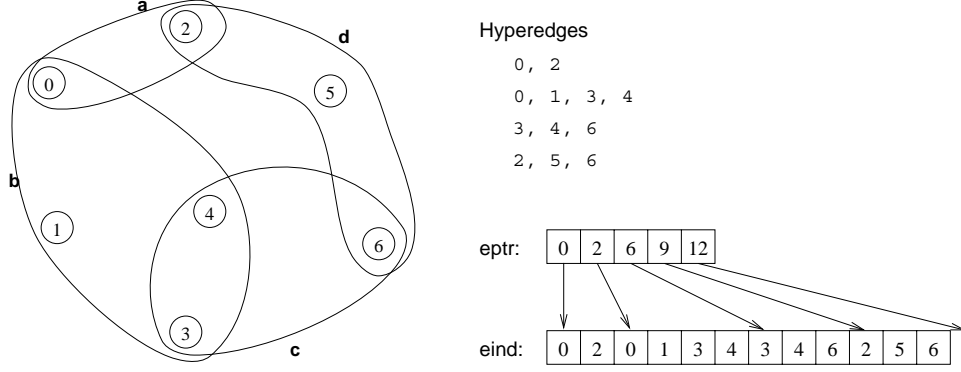 a
2
d
0
5
b
4
1
6
3
c
Hyperedges
0, 2
0, 1, 3, 4
3, 4, 6
2, 5, 6
eptr: 0 2 6 9 12
eind: 0 2 0 1 3 4 3 4 6 2 5 6